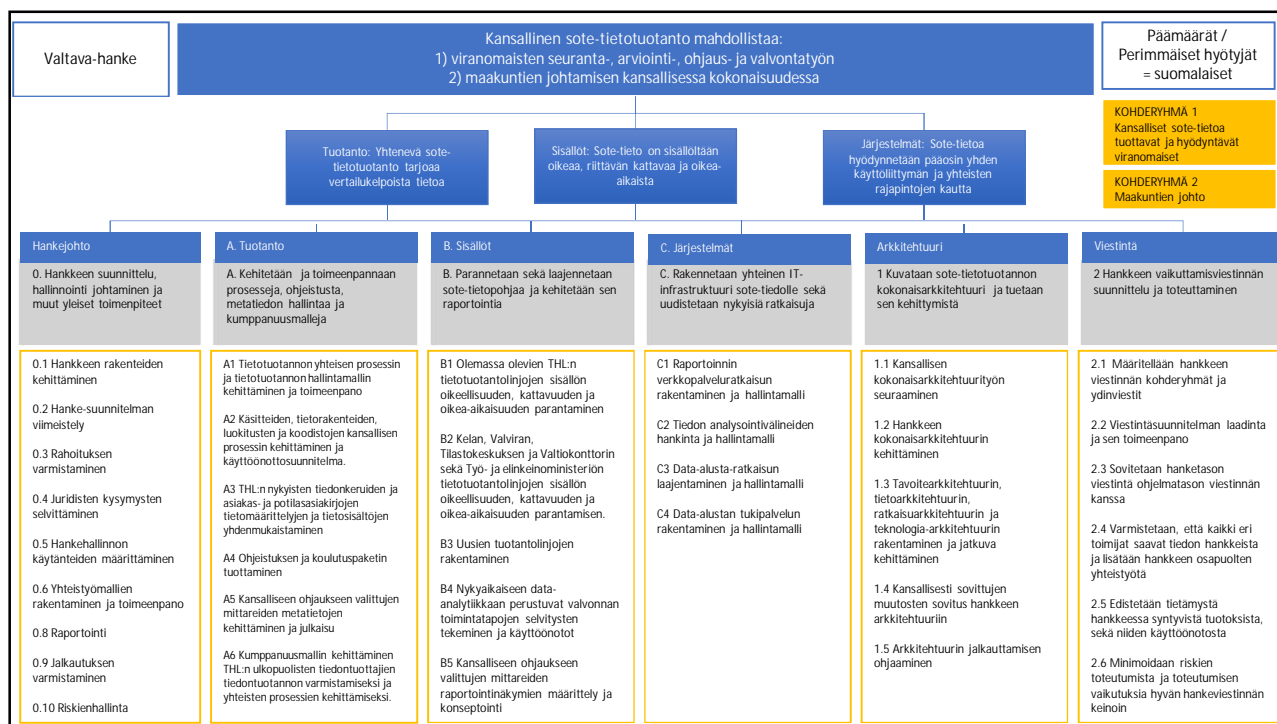 Valtava-hanke
Kansallinen sote-tietotuotanto mahdollistaa:
1) viranomaisten seuranta-, arviointi-, ohjaus- ja valvontatyön
2) maakuntien johtamisen kansallisessa kokonaisuudessa
Päämäärät /
Perimmäiset hyötyjät
= suomalaiset
KOHDERYHMÄ 1
Kansalliset sote-tietoa
tuottavat ja hyödyntävät
viranomaiset
KOHDERYHMÄ 2
Maakuntien johto
Tuotanto: Yhtenevä sote-
tietotuotanto tarjoaa
vertailukelpoista tietoa
Sisällöt: Sote-tieto on sisällöltään
oikeaa, riittävän kattavaa ja oikea-
aikaista
Järjestelmät: Sote-tietoa
hyödynnetään pääosin yhden
käyttöliittymän ja yhteisten
rajapintojen kautta
Hankejohto
0. Hankkeen suunnittelu,
hallinnointi johtaminen ja
muut yleiset toimenpiteet
0.1 Hankkeen rakenteiden
kehittäminen
0.2 Hanke-suunnitelman
viimeistely
0.3 Rahoituksen
varmistaminen
0.4 Juridisten kysymysten
selvittäminen
0.5 Hankehallinnon
käytänteiden määrittäminen
0.6 Yhteistyömallien
rakentaminen ja toimeenpano
0.8 Raportointi
0.9 Jalkautuksen
varmistaminen
0.10 Riskienhallinta
A. Tuotanto
A. Kehitetään ja toimeenpannaan
prosesseja, ohjeistusta,
metatiedon hallintaa ja
kumppanuusmalleja
A1 Tietotuotannon yhteisen prosessin
ja tietotuotannon hallintamallin
kehittäminen ja toimeenpano
A2 Käsitteiden, tietorakenteiden,
luokitusten ja koodistojen kansallisen
prosessin kehittäminen ja
käyttöönottosuunnitelma.
A3 THL:n nykyisten tiedonkeruiden ja
asiakas- ja potilasasiakirjojen
tietomäärittelyjen ja tietosisältöjen
yhdenmukaistaminen
A4 Ohjeistuksen ja koulutuspaketin
tuottaminen
A5 Kansalliseen ohjaukseen valittujen
mittareiden metatietojen
kehittäminen ja julkaisu
A6 Kumppanuusmallin kehittäminen
THL:n ulkopuolisten tiedontuottajien
tiedontuotannon varmistamiseksi ja
yhteisten prosessien kehittämiseksi.
B. Sisällöt
B. Parannetaan sekä laajennetaan
sote-tietopohjaa ja kehitetään sen
raportointia
B1 Olemassa olevien THL:n
tietotuotantolinjojen sisällön
oikeellisuuden, kattavuuden ja
oikea-aikaisuuden parantaminen
B2 Kelan, Valviran,
Tilastokeskuksen ja Valtiokonttorin
sekä Työ- ja elinkeinoministeriön
tietotuotantolinjojen sisällön
oikeellisuuden, kattavuuden ja
oikea-aikaisuuden parantamisen.
B3 Uusien tuotantolinjojen
rakentaminen
B4 Nykyaikaiseen data-
analytiikkaan perustuvat valvonnan
toimintatapojen selvitysten
tekeminen ja käyttöönotot
B5 Kansalliseen ohjaukseen
valittujen mittareiden
raportointinäkymien määrittely ja
konseptointi
C. Järjestelmät
C. Rakennetaan yhteinen IT-
infrastruktuuri sote-tiedolle sekä
uudistetaan nykyisiä ratkaisuja
C1 Raportoinnin
verkkopalveluratkaisun
rakentaminen ja hallintamalli
C2 Tiedon analysointivälineiden
hankinta ja hallintamalli
C3 Data-alusta-ratkaisun
laajentaminen ja hallintamalli
C4 Data-alustan tukipalvelun
rakentaminen ja hallintamalli
Arkkitehtuuri
1 Kuvataan sote-tietotuotannon
kokonaisarkkitehtuuri ja tuetaan
sen kehittymistä
1.1 Kansallisen
kokonaisarkkitehtuurityön
seuraaminen
1.2 Hankkeen
kokonaisarkkitehtuurin
kehittäminen
1.3 Tavoitearkkitehtuurin,
tietoarkkitehtuurin,
ratkaisuarkkitehtuurin ja
teknologia-arkkitehtuurin
rakentaminen ja jatkuva
kehittäminen
1.4 Kansallisesti sovittujen
muutosten sovitus hankkeen
arkkitehtuuriin
1.5 Arkkitehtuurin jalkauttamisen
ohjaaminen
Viestintä
2 Hankkeen vaikuttamisviestinnän
suunnittelu ja toteuttaminen
2.1 Määritellään hankkeen
viestinnän kohderyhmät ja
ydinviestit
2.2 Viestintäsuunnitelman laadinta
ja sen toimeenpano
2.3 Sovitetaan hanketason
viestintä ohjelmatason viestinnän
kanssa
2.4 Varmistetaan, että kaikki eri
toimijat saavat tiedon hankkeista
ja lisätään hankkeen osapuolten
yhteistyötä
2.5 Edistetään tietämystä
hankkeessa syntyvistä tuotoksista,
sekä niiden käyttöönotosta
2.6 Minimoidaan riskien
toteutumista ja toteutumisen
vaikutuksia hyvän hankeviestinnän
keinoin